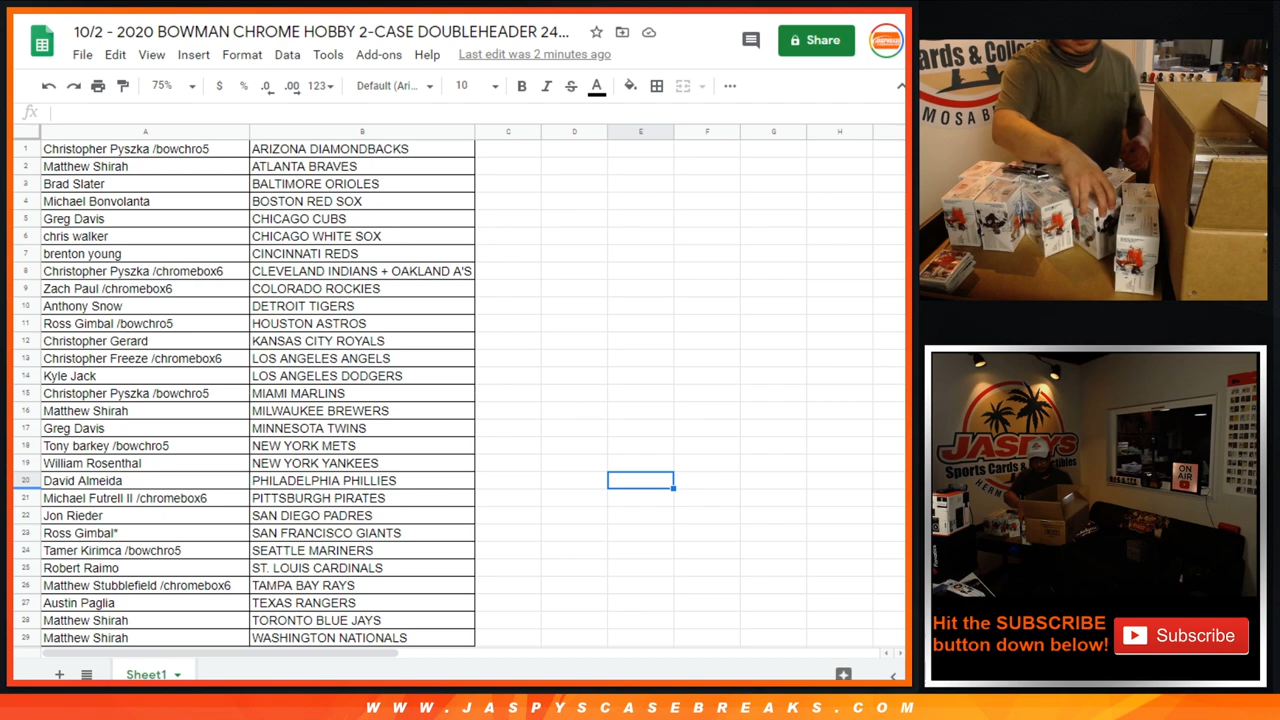 10/2 - 2020 BOWMAN CHROME HOBBY 2-CASE DOUBLEHEADER 24...
File Edit View Insert Format Data Tools Add-ons Help Last edit was 2 minutes ago
Share
75% $ % .0 .00 123 Default (Ari... 10 B I S A
fx
A B C D E F G H
1 Christopher Pyszka /bowchro5 ARIZONA DIAMONDBACKS
2 Matthew Shirah ATLANTA BRAVES
3 Brad Slater BALTIMORE ORIOLES
4 Michael Bonvolanta BOSTON RED SOX
5 Greg Davis CHICAGO CUBS
6 chris walker CHICAGO WHITE SOX
7 brenton young CINCINNATI REDS
8 Christopher Pyszka /chromebox6 CLEVELAND INDIANS + OAKLAND A'S
9 Zach Paul /chromebox6 COLORADO ROCKIES
10 Anthony Snow DETROIT TIGERS
11 Ross Gimbal /bowchro5 HOUSTON ASTROS
12 Christopher Gerard KANSAS CITY ROYALS
13 Christopher Freeze /chromebox6 LOS ANGELES ANGELS
14 Kyle Jack LOS ANGELES DODGERS
15 Christopher Pyszka /bowchro5 MIAMI MARLINS
16 Matthew Shirah MILWAUKEE BREWERS
17 Greg Davis MINNESOTA TWINS
18 Tony barkey /bowchro5 NEW YORK METS
19 William Rosenthal NEW YORK YANKEES
20 David Almeida PHILADELPHIA PHILLIES
21 Michael Futrell II /chromebox6 PITTSBURGH PIRATES
22 Jon Rieder SAN DIEGO PADRES
23 Ross Gimbal* SAN FRANCISCO GIANTS
24 Tamer Kirimca /bowchro5 SEATTLE MARINERS
25 Robert Raimo ST. LOUIS CARDINALS
26 Matthew Stubblefield /chromebox6 TAMPA BAY RAYS
27 Austin Paglia TEXAS RANGERS
28 Matthew Shirah TORONTO BLUE JAYS
29 Matthew Shirah WASHINGTON NATIONALS
Sheet1
ards & Collec
MOSA B
JASPYS
Sports Cards & Collectibles
HERM
ON
AIR
Hit the SUBSCRIBE
button down below!
Subscribe
WWW.JASPYSCASEBREAKS.COM